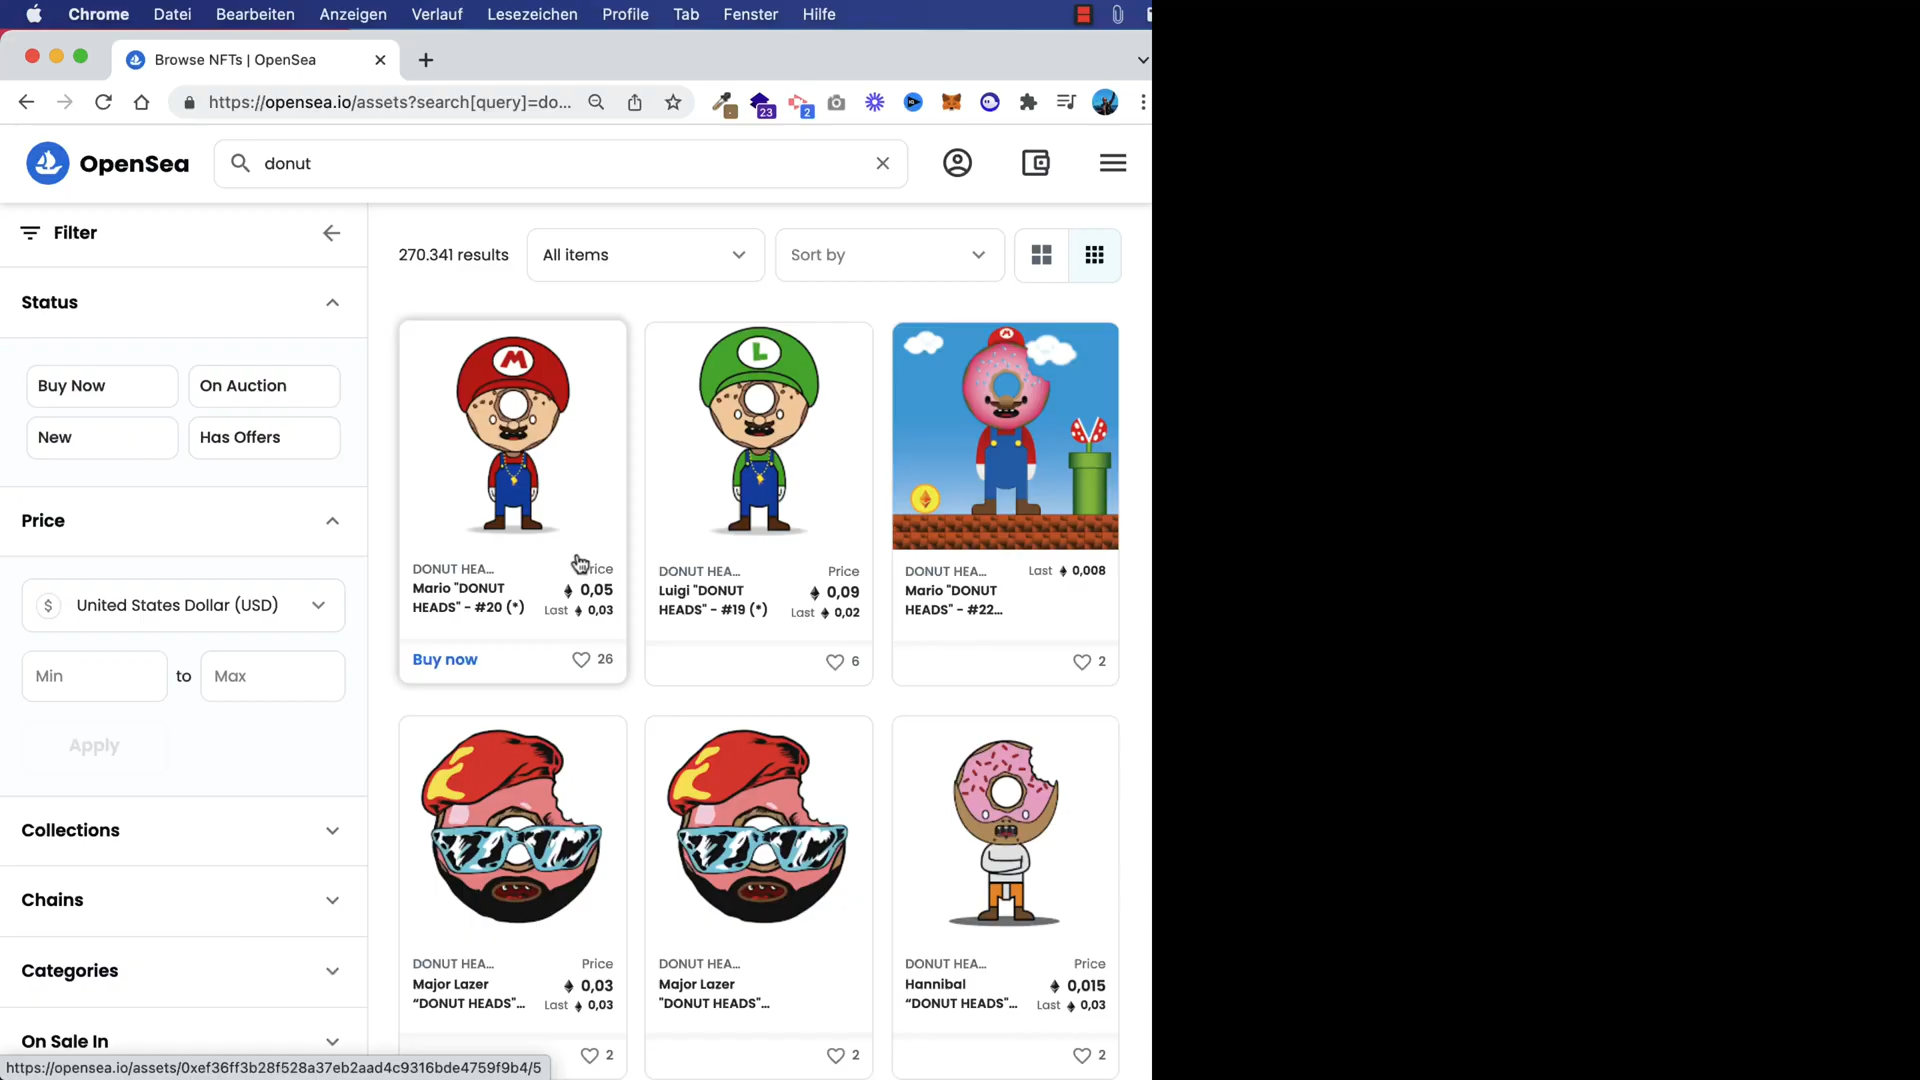 Chrome Datei Bearbeiten Anzeigen Verlauf Lesezeichen Profile Tab Fenster Hilfe
Browse NFTs | OpenSea
https://opensea.io/assets?search[query]=do...
23
2
OpenSea
donut
Filter
270.341 results
All items
Sort by
Status
Buy Now
On Auction
New
Has Offers
Price
United States Dollar (USD)
Min
to
Max
Apply
Collections
Chains
Categories
On Sale In
M
DONUT HEA...
Mario "DONUT
0,05
HEADS" - #20 (*)
Last 0,03
Buy now
26
L
DONUT HEA...
Price
Luigi "DONUT
0,09
HEADS" - #19 (*)
Last 0,02
6
M
DONUT HEA...
Last 0,008
Mario "DONUT
HEADS" - #22...
2
DONUT HEA...
Price
Major Lazer
0,03
“DONUT HEADS"...
Last 0,03
2
DONUT HEA...
Major Lazer
"DONUT HEADS"...
2
DONUT HEA...
Price
Hannibal
0,015
“DONUT HEADS"...
Last 0,03
2
https://opensea.io/assets/0xef36ff3b28f528a37eb2aad4c9316bde4759f9b4/5